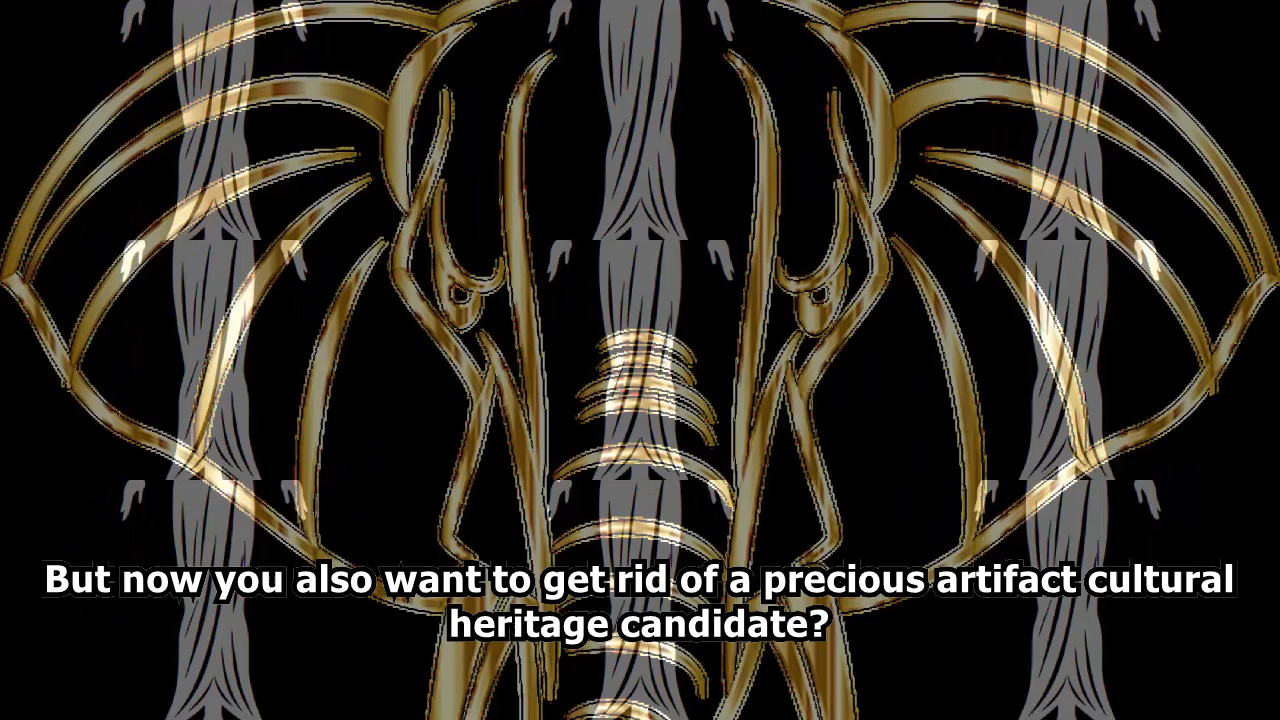 But now you also want to get rid of a precious artifact cultural
heritage candidate?